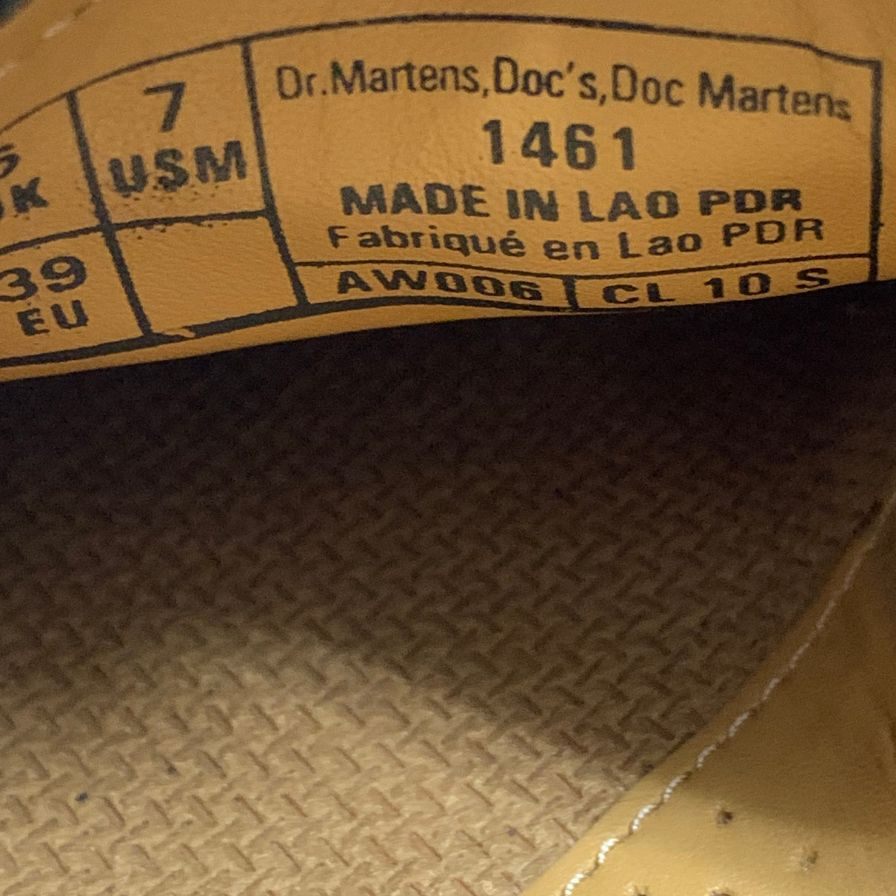 7
USM
39
EU
Dr.Martens,Doc's,Doc Martens
1461
MADE IN LAO PDR
Fabriqué en Lao PDR
AW006 CL 10 S